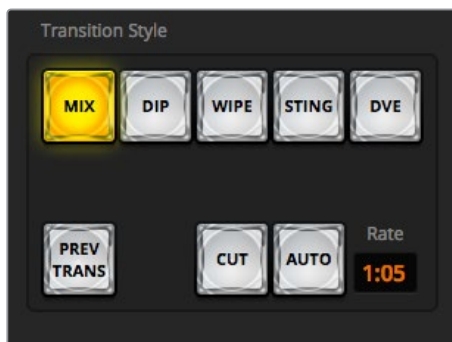 Transition Style
MIX DIP WIPE STING DVE
PREV
TRANS
CUT AUTO
Rate
1:05